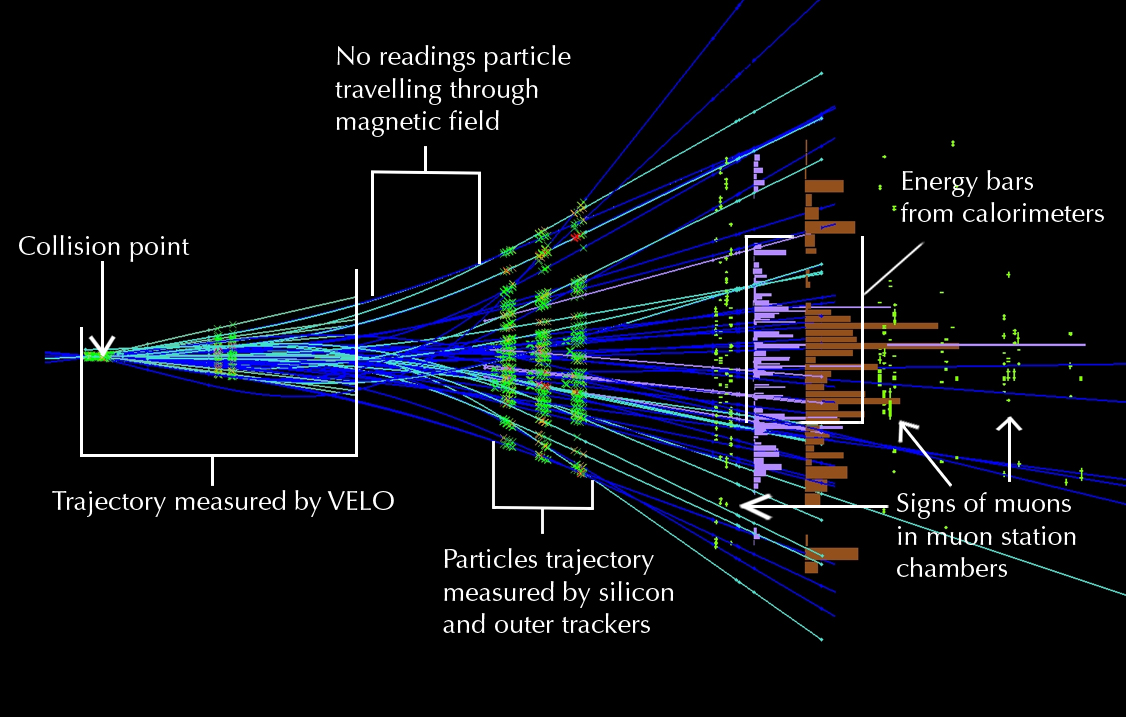 No readings particle
travelling through
magnetic field
Collision point
Energy bars
from calorimeters
Trajectory measured by VELO
Signs of muons
in muon station
chambers
Particles trajectory
measured by silicon
and outer trackers